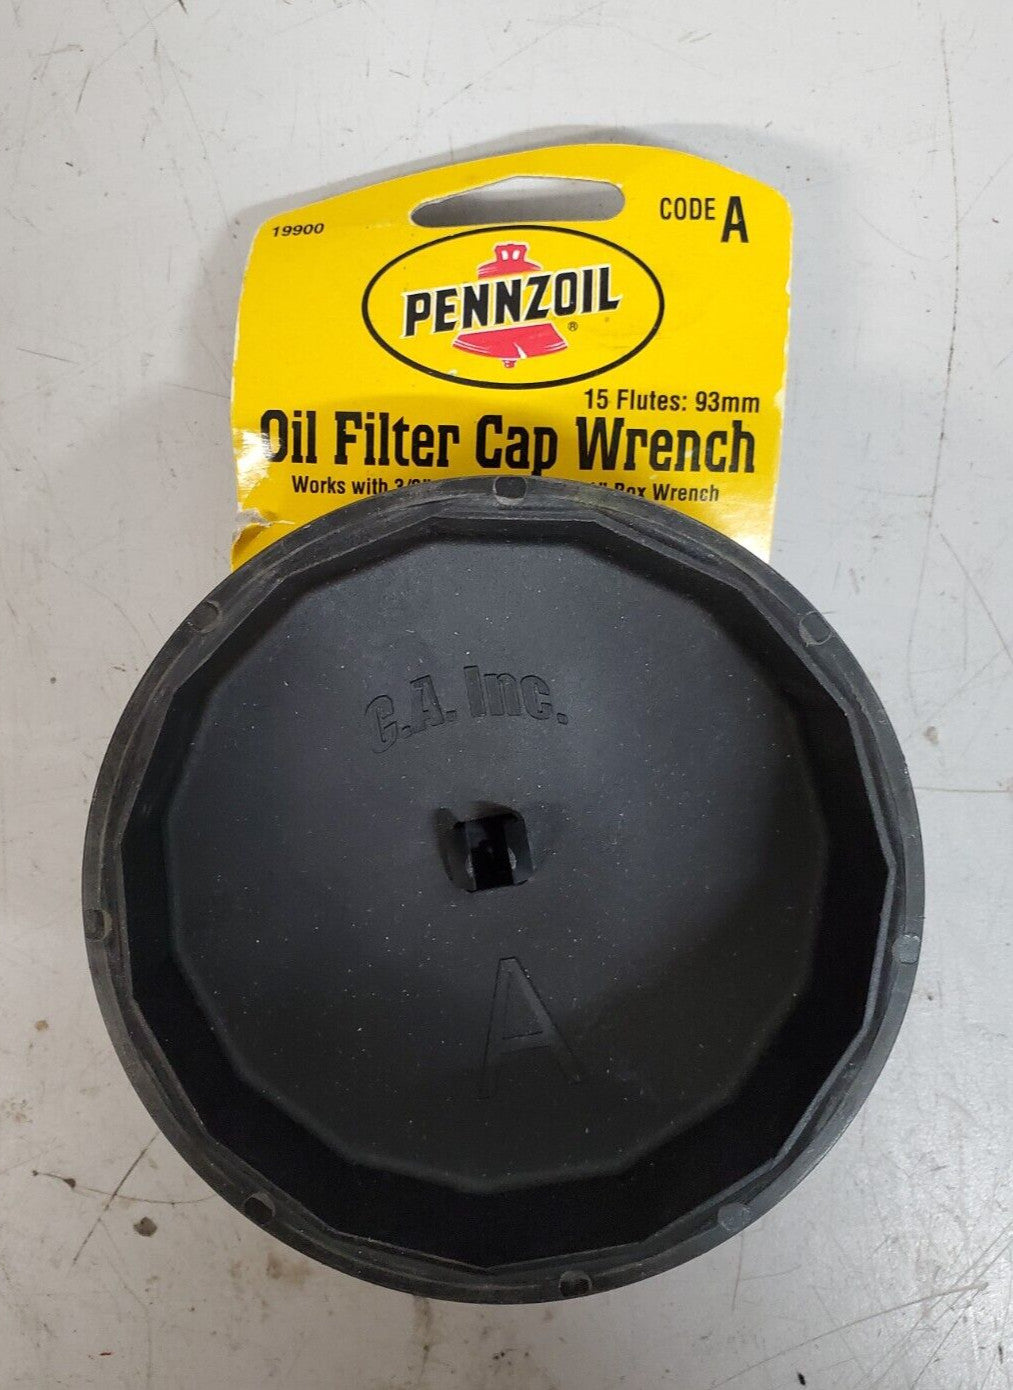 19900
CODE A
PENNZOIL
®
15 Flutes: 93mm
Oil Filter Cap Wrench
Works with Box Wrench
C.A. Inc.
A